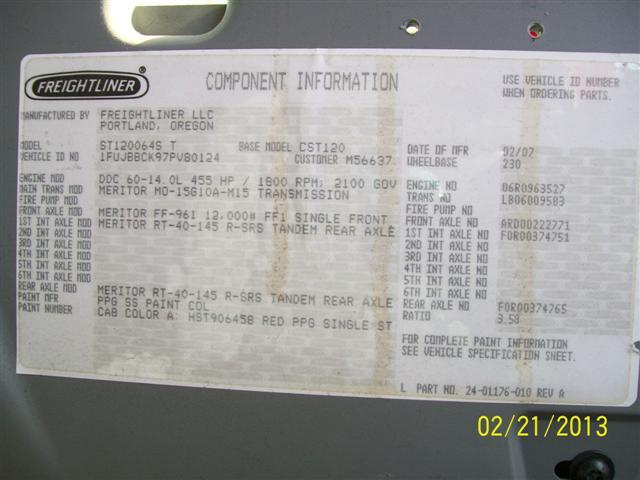 FREIGHTLINER ®
COMPONENT INFORMATION
USE VEHICLE ID NUMBER
WHEN ORDERING PARTS.
MANUFACTURED BY FREIGHTLINER LLC
PORTLAND, OREGON
MODEL ST120064S T BASE MODEL CST120
VEHICLE ID NO 1FUJBBCK97PV80124 CUSTOMER M56637
DATE OF MFR 02/07
WHEELBASE 230
ENGINE MOD DDC 60-14.0L 455 HP / 1800 RPM; 2100 GOV
MAIN TRANS MOD MERITOR MO-15G10A-M15 TRANSMISSION
FIRE PUMP MOD
FRONT AXLE MOD MERITOR FF-961 12,000# FF1 SINGLE FRONT
1ST INT AXLE MOD MERITOR RT-40-145 R-SRS TANDEM REAR AXLE
2ND INT AXLE MOD
3RD INT AXLE MOD
4TH INT AXLE MOD
5TH INT AXLE MOD
6TH INT AXLE MOD
REAR AXLE MOD MERITOR RT-40-145 R-SRS TANDEM REAR AXLE
PAINT MFR PPG SS PAINT COL
PAINT NUMBER CAB COLOR A: HST90645B RED PPG SINGLE ST
ENGINE NO 06R0963527
TRANS NO LB06009583
FIRE PUMP NO
FRONT AXLE NO ARD00222771
1ST INT AXLE NO FOR00374751
2ND INT AXLE NO
3RD INT AXLE NO
4TH INT AXLE NO
5TH INT AXLE NO
6TH INT AXLE NO
REAR AXLE NO FOR00374765
RATIO 3.58
FOR COMPLETE PAINT INFORMATION
SEE VEHICLE SPECIFICATION SHEET.
L PART NO. 24-01176-010 REV A
02/21/2013